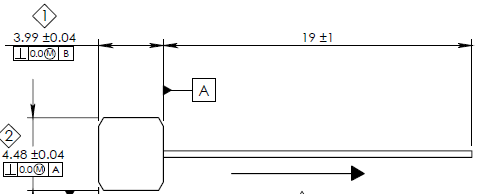 1
3.99 ±0.04
19 ±1
⊥ 0.0Ⓜ B
A
2
4.48 ±0.04
⊥ 0.0Ⓜ A